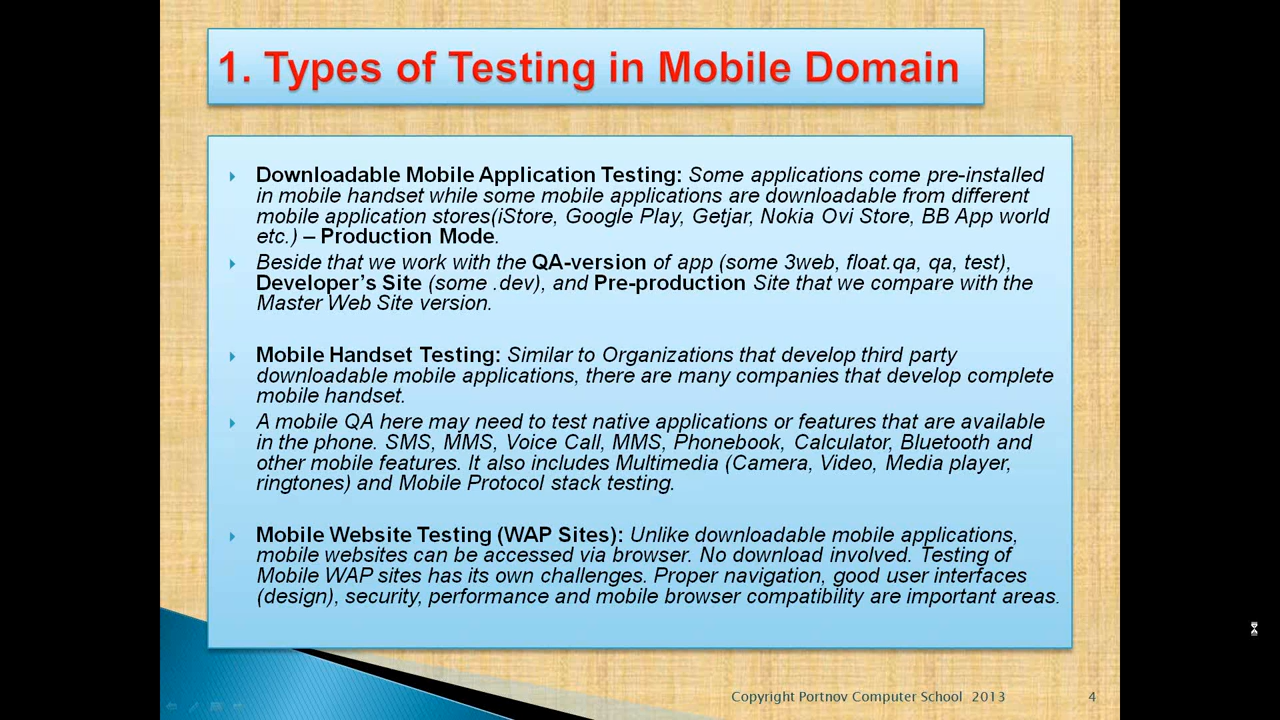 1. Types of Testing in Mobile Domain
Downloadable Mobile Application Testing: Some applications come pre-installed
in mobile handset while some mobile applications are downloadable from different
mobile application stores(iStore, Google Play, Getjar, Nokia Ovi Store, BB App world
etc.) – Production Mode.
Beside that we work with the QA-version of app (some 3web, float.qa, qa, test),
Developer's Site (some .dev), and Pre-production Site that we compare with the
Master Web Site version.
Mobile Handset Testing: Similar to Organizations that develop third party
downloadable mobile applications, there are many companies that develop complete
mobile handset.
A mobile QA here may need to test native applications or features that are available
in the phone. SMS, MMS, Voice Call, MMS, Phonebook, Calculator, Bluetooth and
other mobile features. It also includes Multimedia (Camera, Video, Media player,
ringtones) and Mobile Protocol stack testing.
Mobile Website Testing (WAP Sites): Unlike downloadable mobile applications,
mobile websites can be accessed via browser. No download involved. Testing of
Mobile WAP sites has its own challenges. Proper navigation, good user interfaces
(design), security, performance and mobile browser compatibility are important areas.
Copyright Portnov Computer School 2013 4